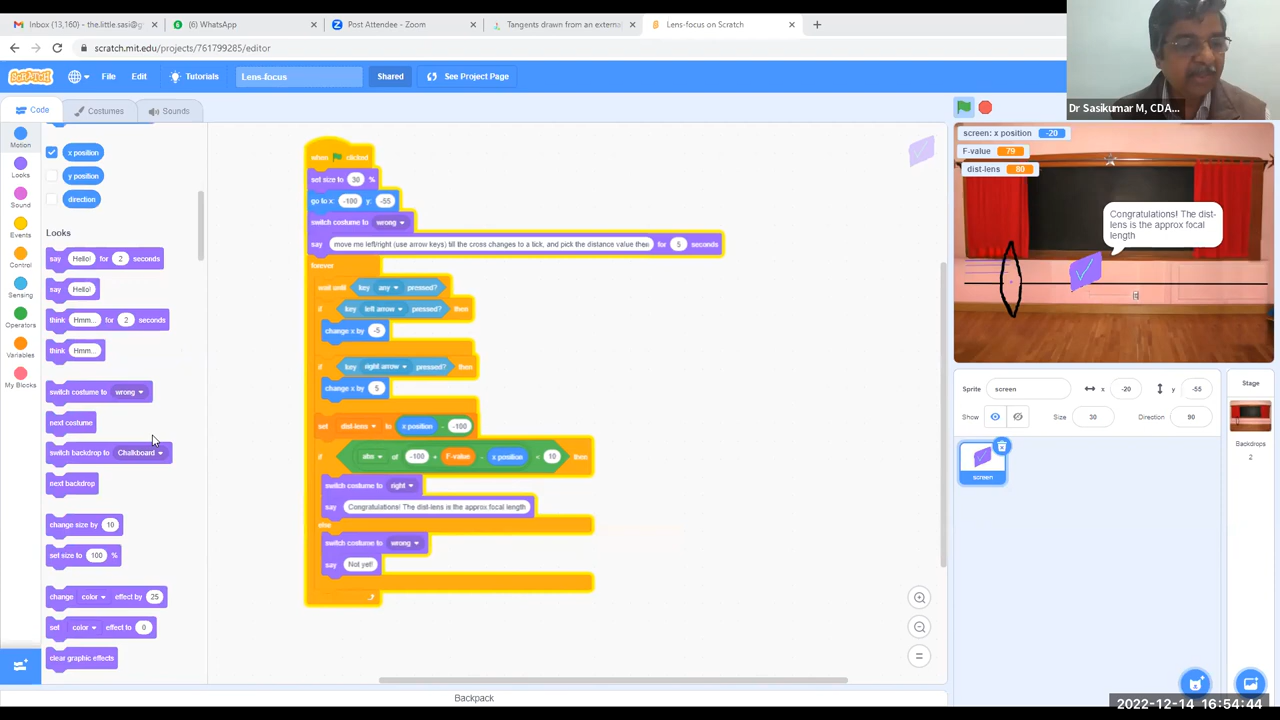 Inbox (13,160) - the.little.sasi@g
(1) WhatsApp
Post Attendee - Zoom
Tangents drawn from an externa
Lens-focus on Scratch
scratch.mit.edu/projects/761799285/editor
SCRATCH
File
Edit
Tutorials
Lens-focus
Shared
See Project Page
Dr Sasikumar M, CDA...
Code
Costumes
Sounds
Motion
Looks
Sound
Events
Control
Sensing
Operators
Variables
My Blocks
x position
y position
direction
Looks
say Hello! for 2 seconds
say Hello!
think Hmm... for 2 seconds
think Hmm...
switch costume to wrong
next costume
switch backdrop to Chalkboard
next backdrop
change size by 10
set size to 100 %
change color effect by 25
set color effect to 0
clear graphic effects
when clicked
set size to 30 %
go to x: -100 y: -55
switch costume to wrong
say move me left/right (use arrow keys) till the cross changes to a tick, and pick the distance value then for 5 seconds
forever
wait until key any pressed?
if key left arrow pressed? then
change x by -5
if key right arrow pressed? then
change x by 5
set dist-lens to x position - -100
if abs of -100 + F-value - x position < 10 then
switch costume to right
say Congratulations! The dist-lens is the approx focal length
else
switch costume to wrong
say Not yet!
Backpack
screen: x position -20
F-value 79
dist-lens 80
Congratulations! The dist-
lens is the approx focal
length
Sprite screen x -20 y -55
Show Size 30 Direction 90
screen
Stage
Backdrops
2
2022-12-14 16:54:44